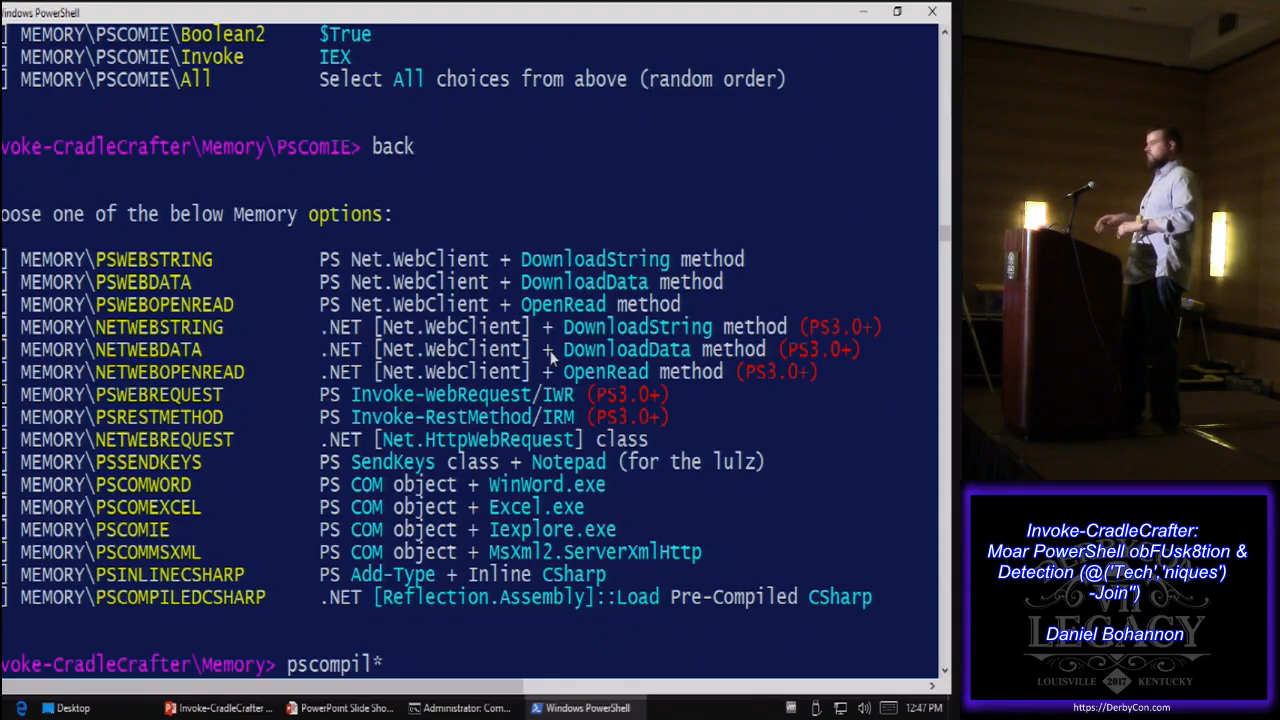 Windows PowerShell
] MEMORY\PSCOMIE\Boolean2 $True
] MEMORY\PSCOMIE\Invoke IEX
] MEMORY\PSCOMIE\All Select All choices from above (random order)
voke-CradleCrafter\Memory\PsComIE> back
oose one of the below Memory options:
] MEMORY\PSWEBSTRING PS Net.WebClient + DownloadString method
] MEMORY\PSWEBDATA PS Net.WebClient + DownloadData method
] MEMORY\PSWEBOPENREAD PS Net.WebClient + OpenRead method
] MEMORY\NETWEBSTRING .NET [Net.WebClient] + DownloadString method (PS3.0+)
] MEMORY\NETWEBDATA .NET [Net.WebClient] + DownloadData method (PS3.0+)
] MEMORY\NETWEBOPENREAD .NET [Net.WebClient] + OpenRead method (PS3.0+)
] MEMORY\PSWEBREQUEST PS Invoke-WebRequest/IWR (PS3.0+)
] MEMORY\PSRESTMETHOD PS Invoke-RestMethod/IRM (PS3.0+)
] MEMORY\NETWEBREQUEST .NET [Net.HttpWebRequest] class
] MEMORY\PSSENDKEYS PS SendKeys class + Notepad (for the lulz)
] MEMORY\PSCOMWORD PS COM object + WinWord.exe
] MEMORY\PSCOMEXCEL PS COM object + Excel.exe
] MEMORY\PSCOMIE PS COM object + Iexplore.exe
] MEMORY\PSCOMMSXML PS COM object + MsXml2.ServerXmlHttp
] MEMORY\PSINLINECSHARP PS Add-Type + Inline CSharp
] MEMORY\PSCOMPILEDCSHARP .NET [Reflection.Assembly]::Load Pre-Compiled CSharp
voke-CradleCrafter\Memory> pscompil*
Desktop Invoke-CradleCrafter ... PowerPoint Slide Sho... Administrator: Com... Windows PowerShell 12:47 PM
Invoke-CradleCrafter:
Moar PowerShell obFUsk8tion &
Detection (@('Tech','niques')
-Join'')
Daniel Bohannon
LEGACY
LOUISVILLE 2017 KENTUCKY
https://DerbyCon.com